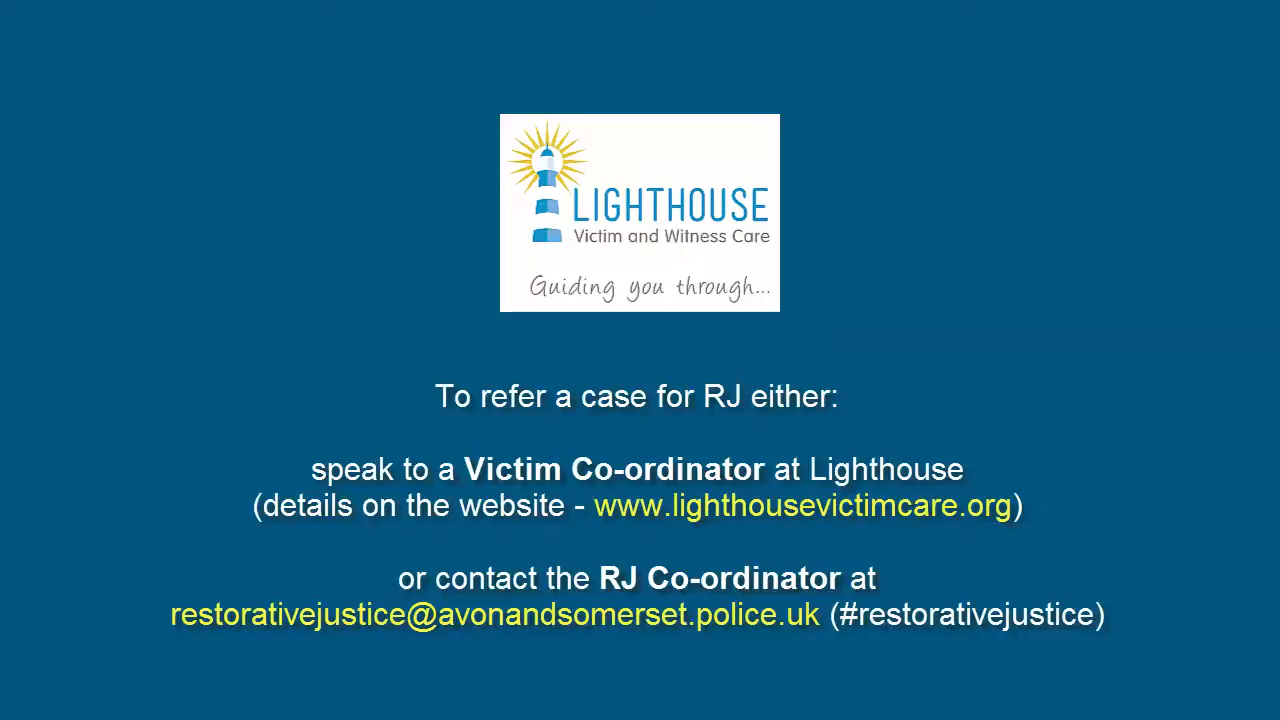 LIGHTHOUSE
Victim and Witness Care
Guiding you through...
To refer a case for RJ either:
speak to a Victim Co-ordinator at Lighthouse
(details on the website - www.lighthousevictimcare.org)
or contact the RJ Co-ordinator at
restorativejustice@avonandsomerset.police.uk (#restorativejustice)